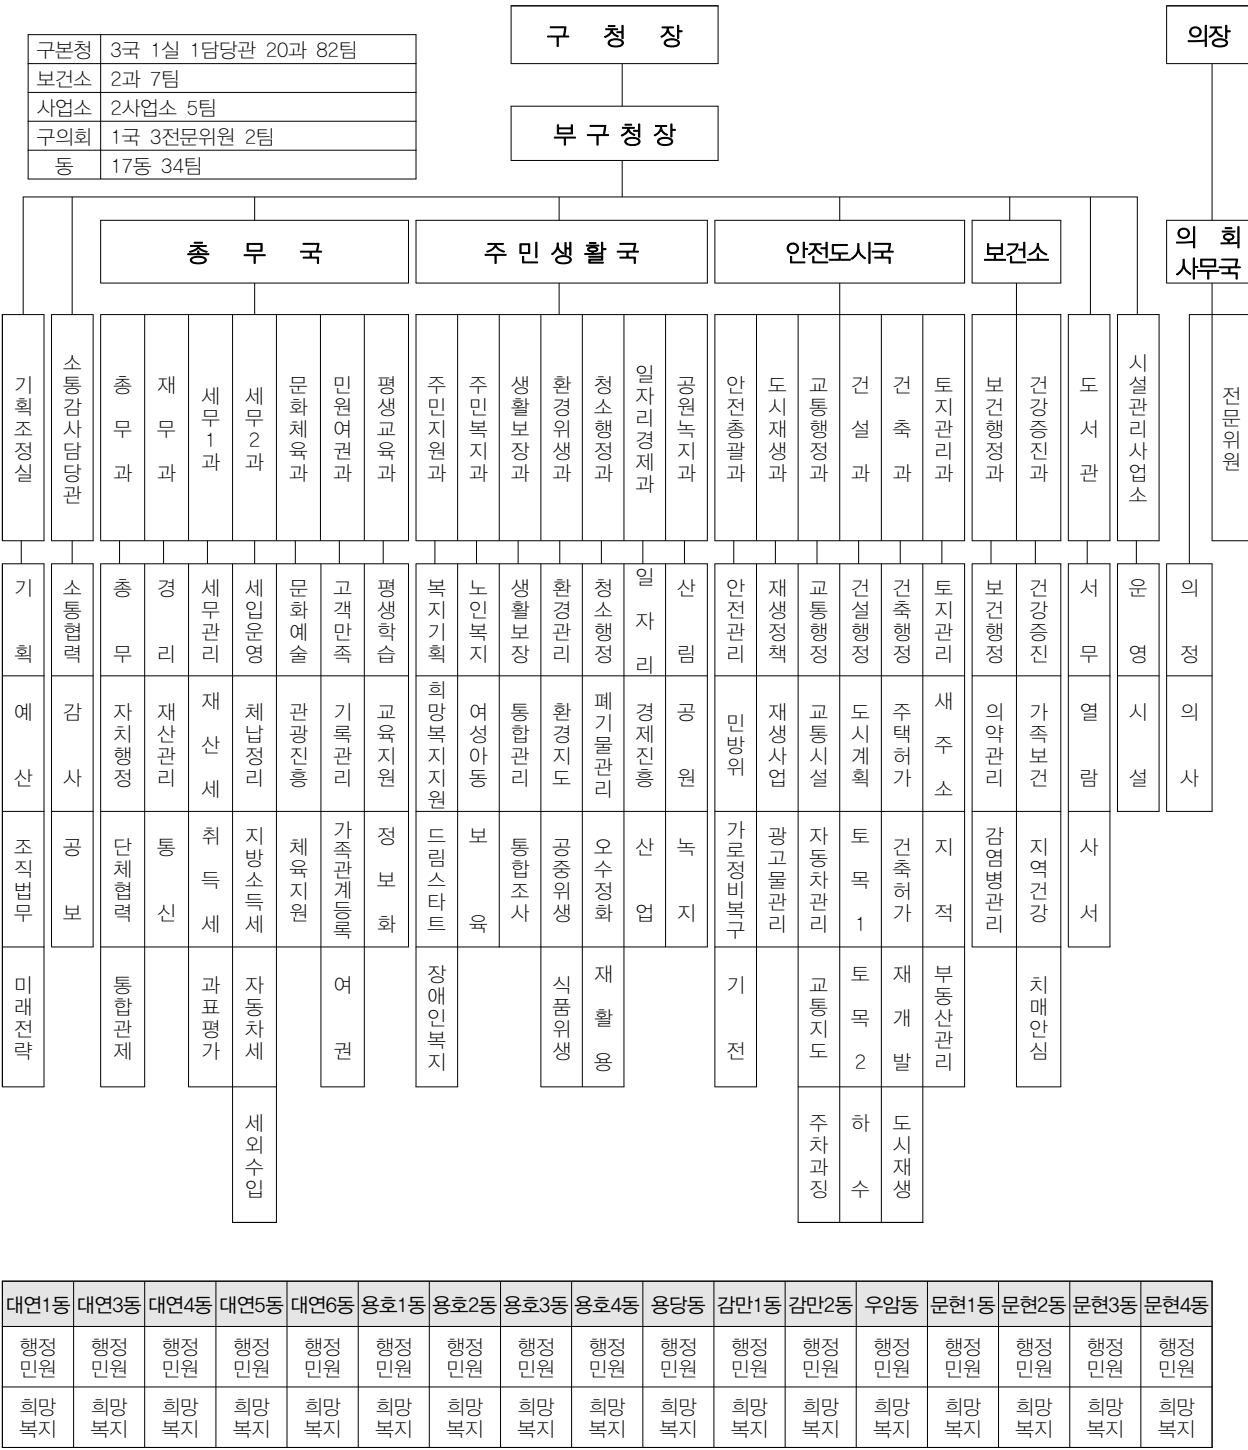 구 청 장
의장
구본청 3국 1실 1담당관 20과 82팀
보건소 2과 7팀
사업소 2사업소 5팀
구의회 1국 3전문위원 2팀
동 17동 34팀
부 구 청 장
총 무 국
주 민 생 활 국
안전도시국
보건소
의 회
사무국
기획조정실
소통감사담당관
총무과
재무과
세무1과
세무2과
문화체육과
민원여권과
평생교육과
주민지원과
주민복지과
생활보장과
환경위생과
청소행정과
일자리경제과
공원녹지과
안전총괄과
도시재생과
교통행정과
건설과
건축과
토지관리과
보건행정과
건강증진과
도서관
시설관리사업소
전문위원
기획
소통협력
총무
경리
세무관리
세입운영
문화예술
고객만족
평생학습
복지기획
노인복지
생활보장
환경관리
청소행정
일자리
산림
안전관리
재생정책
교통행정
건설행정
건축행정
토지관리
보건행정
건강증진
서무
운영
의정
예산
감사
자치행정
재산관리
재산세
체납정리
관광진흥
기록관리
교육지원
희망복지지원
여성아동
통합관리
환경지도
폐기물관리
경제진흥
공원
민방위
재생사업
교통시설
도시계획
주택허가
새주소
의약관리
가족보건
열람
시설
의사
조직법무
공보
단체협력
통신
취득세
지방소득세
체육지원
가족관계등록
정보화
드림스타트
보육
통합조사
공중위생
오수정화
산업
녹지
가로정비복구
광고물관리
자동차관리
토목1
건축허가
지적
감염병관리
지역건강
사서
미래전략
통합관제
과표평가
자동차세
여권
장애인복지
식품위생
재활용
기전
교통지도
토목2
재개발
부동산관리
치매안심
세외수입
주차과징
하수
도시재생
대연1동 대연3동 대연4동 대연5동 대연6동 용호1동 용호2동 용호3동 용호4동 용당동 감만1동 감만2동 우암동 문현1동 문현2동 문현3동 문현4동
행정 행정 행정 행정 행정 행정 행정 행정 행정 행정 행정 행정 행정 행정 행정 행정 행정
민원 민원 민원 민원 민원 민원 민원 민원 민원 민원 민원 민원 민원 민원 민원 민원 민원
희망 희망 희망 희망 희망 희망 희망 희망 희망 희망 희망 희망 희망 희망 희망 희망 희망
복지 복지 복지 복지 복지 복지 복지 복지 복지 복지 복지 복지 복지 복지 복지 복지 복지